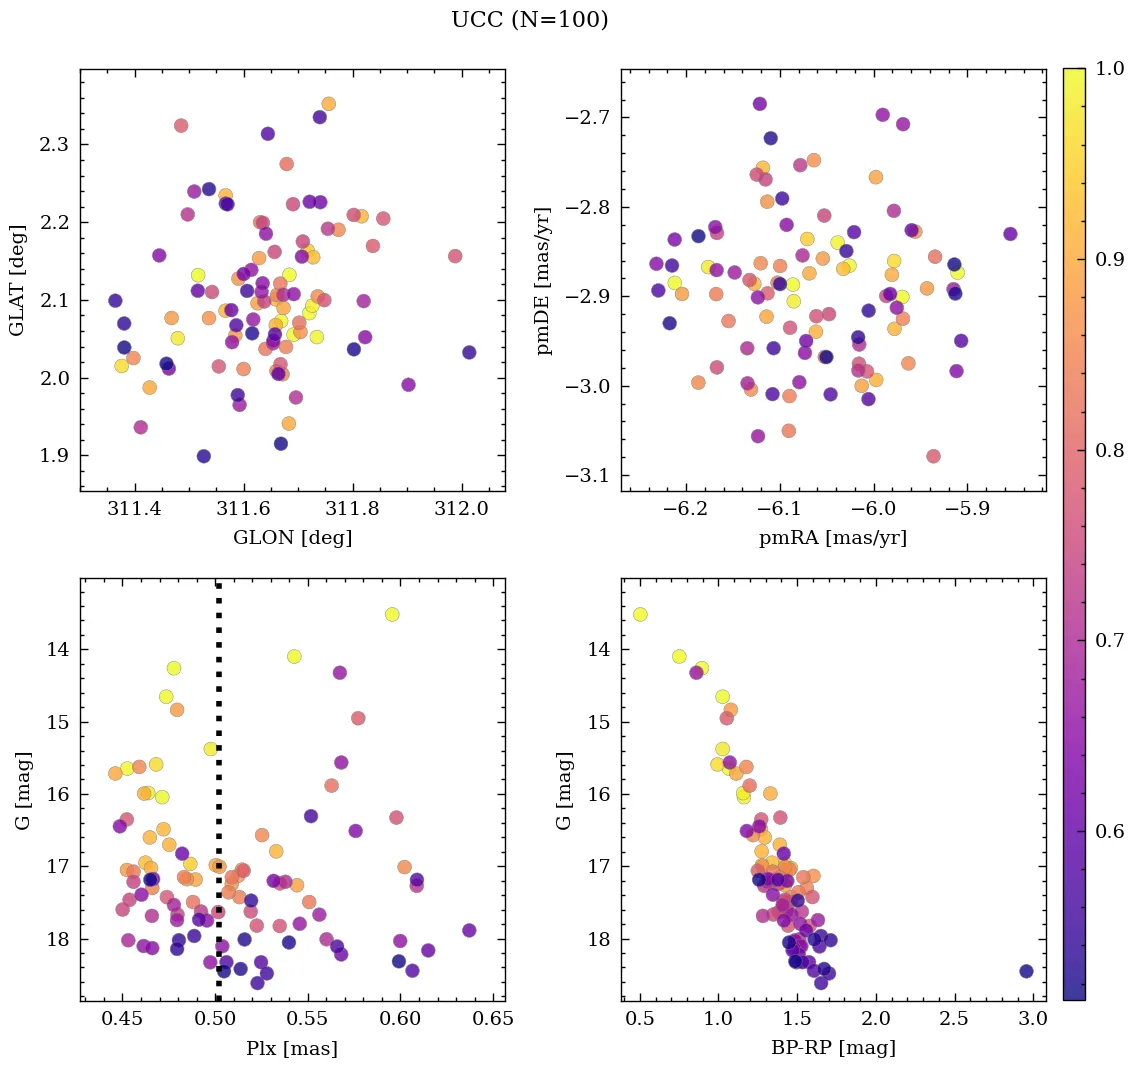 UCC (N=100)
2.3
2.2
2.1
2.0
1.9
GLAT [deg]
311.4 311.6 311.8 312.0
GLON [deg]
−2.7
−2.8
−2.9
−3.0
−3.1
pmDE [mas/yr]
−6.2 −6.1 −6.0 −5.9
pmRA [mas/yr]
1.0
0.9
0.8
0.7
0.6
14
15
16
17
18
G [mag]
0.45 0.50 0.55 0.60 0.65
Plx [mas]
14
15
16
17
18
G [mag]
0.5 1.0 1.5 2.0 2.5 3.0
BP-RP [mag]